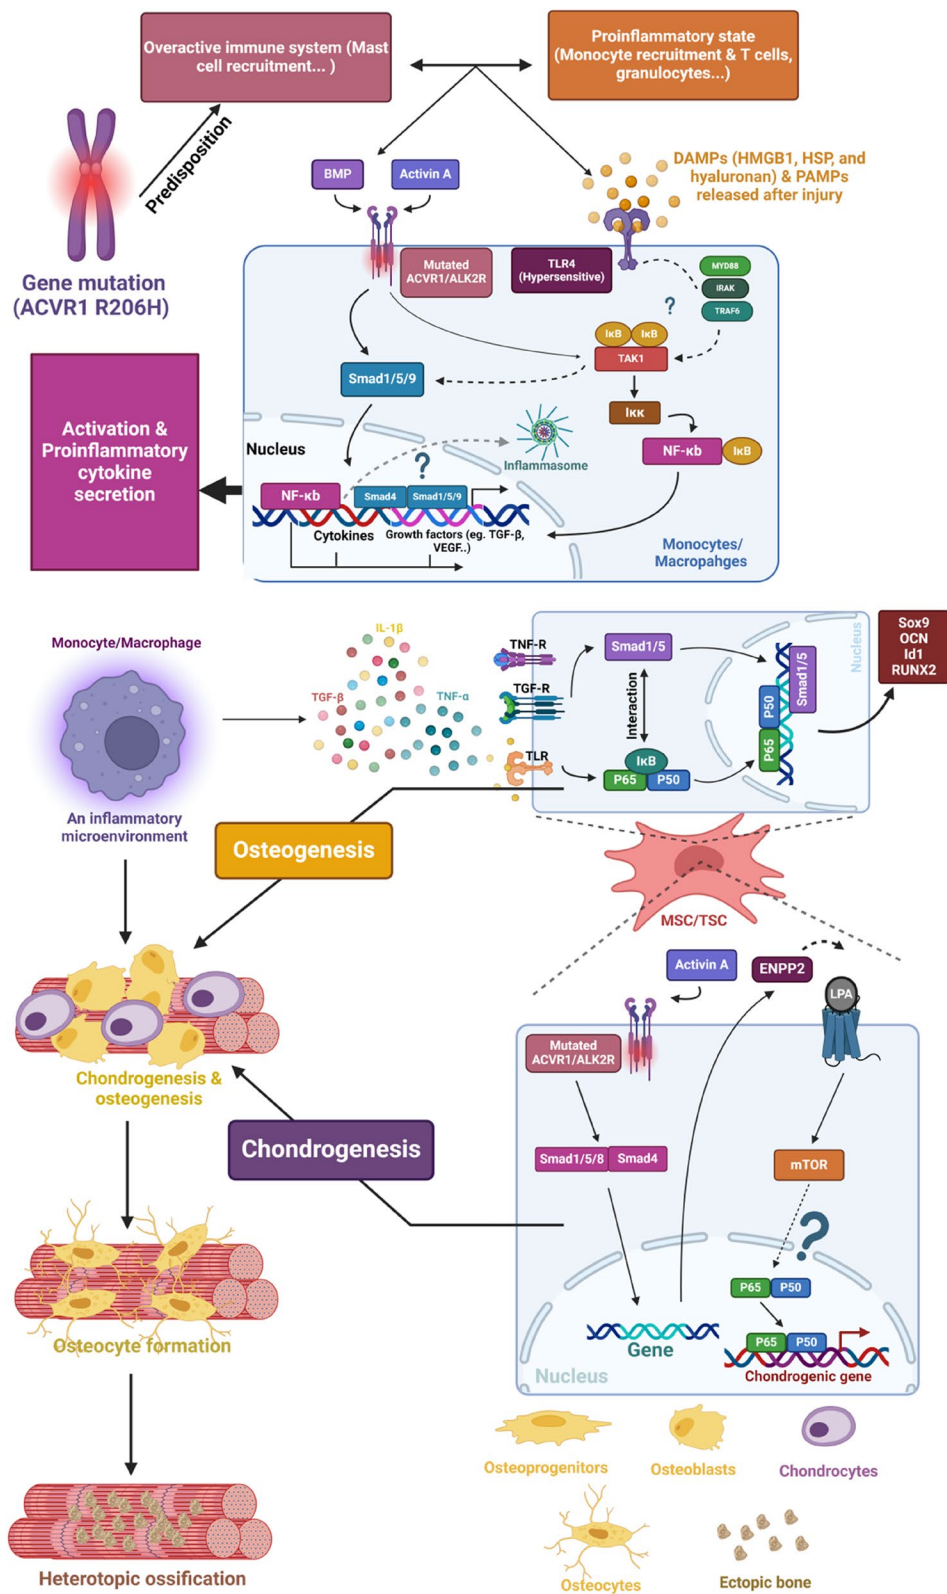 Overactive immune system (Mast
cell recruitment... )
Proinflammatory state
(Monocyte recruitment & T cells,
granulocytes...)
Predisposition
BMP
Activin A
DAMPs (HMGB1, HSP, and
hyaluronan) & PAMPs
released after injury
Gene mutation
(ACVR1 R206H)
Mutated
ACVR1/ALK2R
TLR4
(Hypersensitive)
MYD88
IRAK
TRAF6
?
IκB
IκB
TAK1
Smad1/5/9
Iκκ
NF-κb
IκB
Activation &
Proinflammatory
cytokine
secretion
Nucleus
Inflammasome
?
NF-κb
Smad4
Smad1/5/9
Cytokines
Growth factors (eg. TGF-β,
VEGF..)
Monocytes/
Macropahges
Monocyte/Macrophage
IL-1β
TGF-β
TNF-α
TNF-R
TGF-R
TLR
Smad1/5
Interaction
IκB
P65
P50
Nucleus
P65
P50
Smad1/5
Sox9
OCN
Id1
RUNX2
An inflammatory
microenvironment
Osteogenesis
MSC/TSC
Activin A
ENPP2
LPA
Mutated
ACVR1/ALK2R
Chondrogenesis &
osteogenesis
Chondrogenesis
Smad1/5/8
Smad4
mTOR
?
P65
P50
Gene
P65
P50
Chondrogenic gene
Nucleus
Osteocyte formation
Osteoprogenitors
Osteoblasts
Chondrocytes
Heterotopic ossification
Osteocytes
Ectopic bone